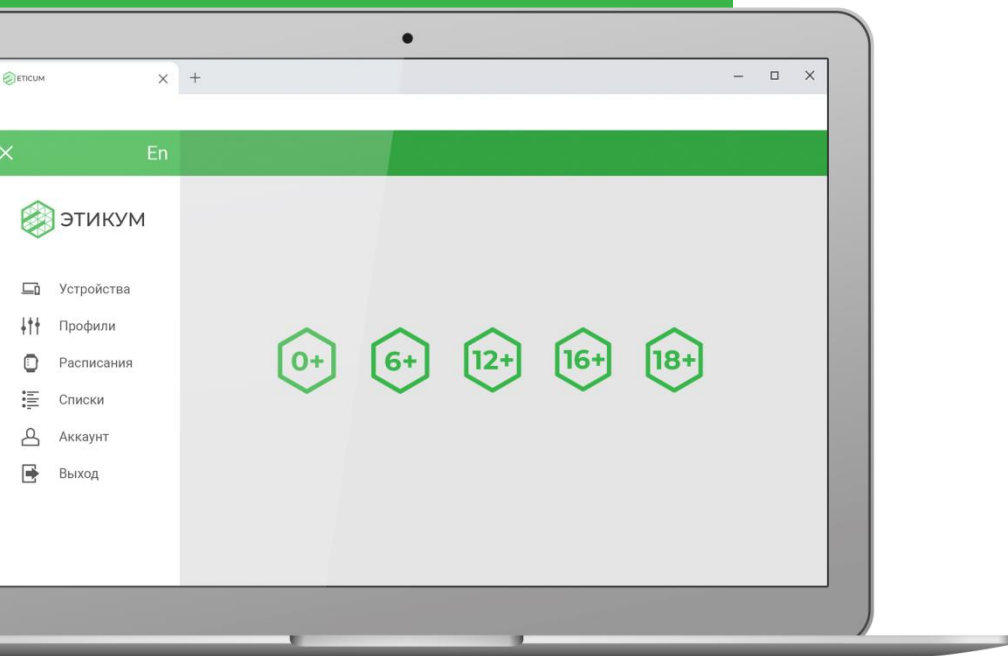 ETICUM
En
ЭТИКУМ
Устройства
Профили
Расписания
Списки
Аккаунт
Выход
0+ 6+ 12+ 16+ 18+